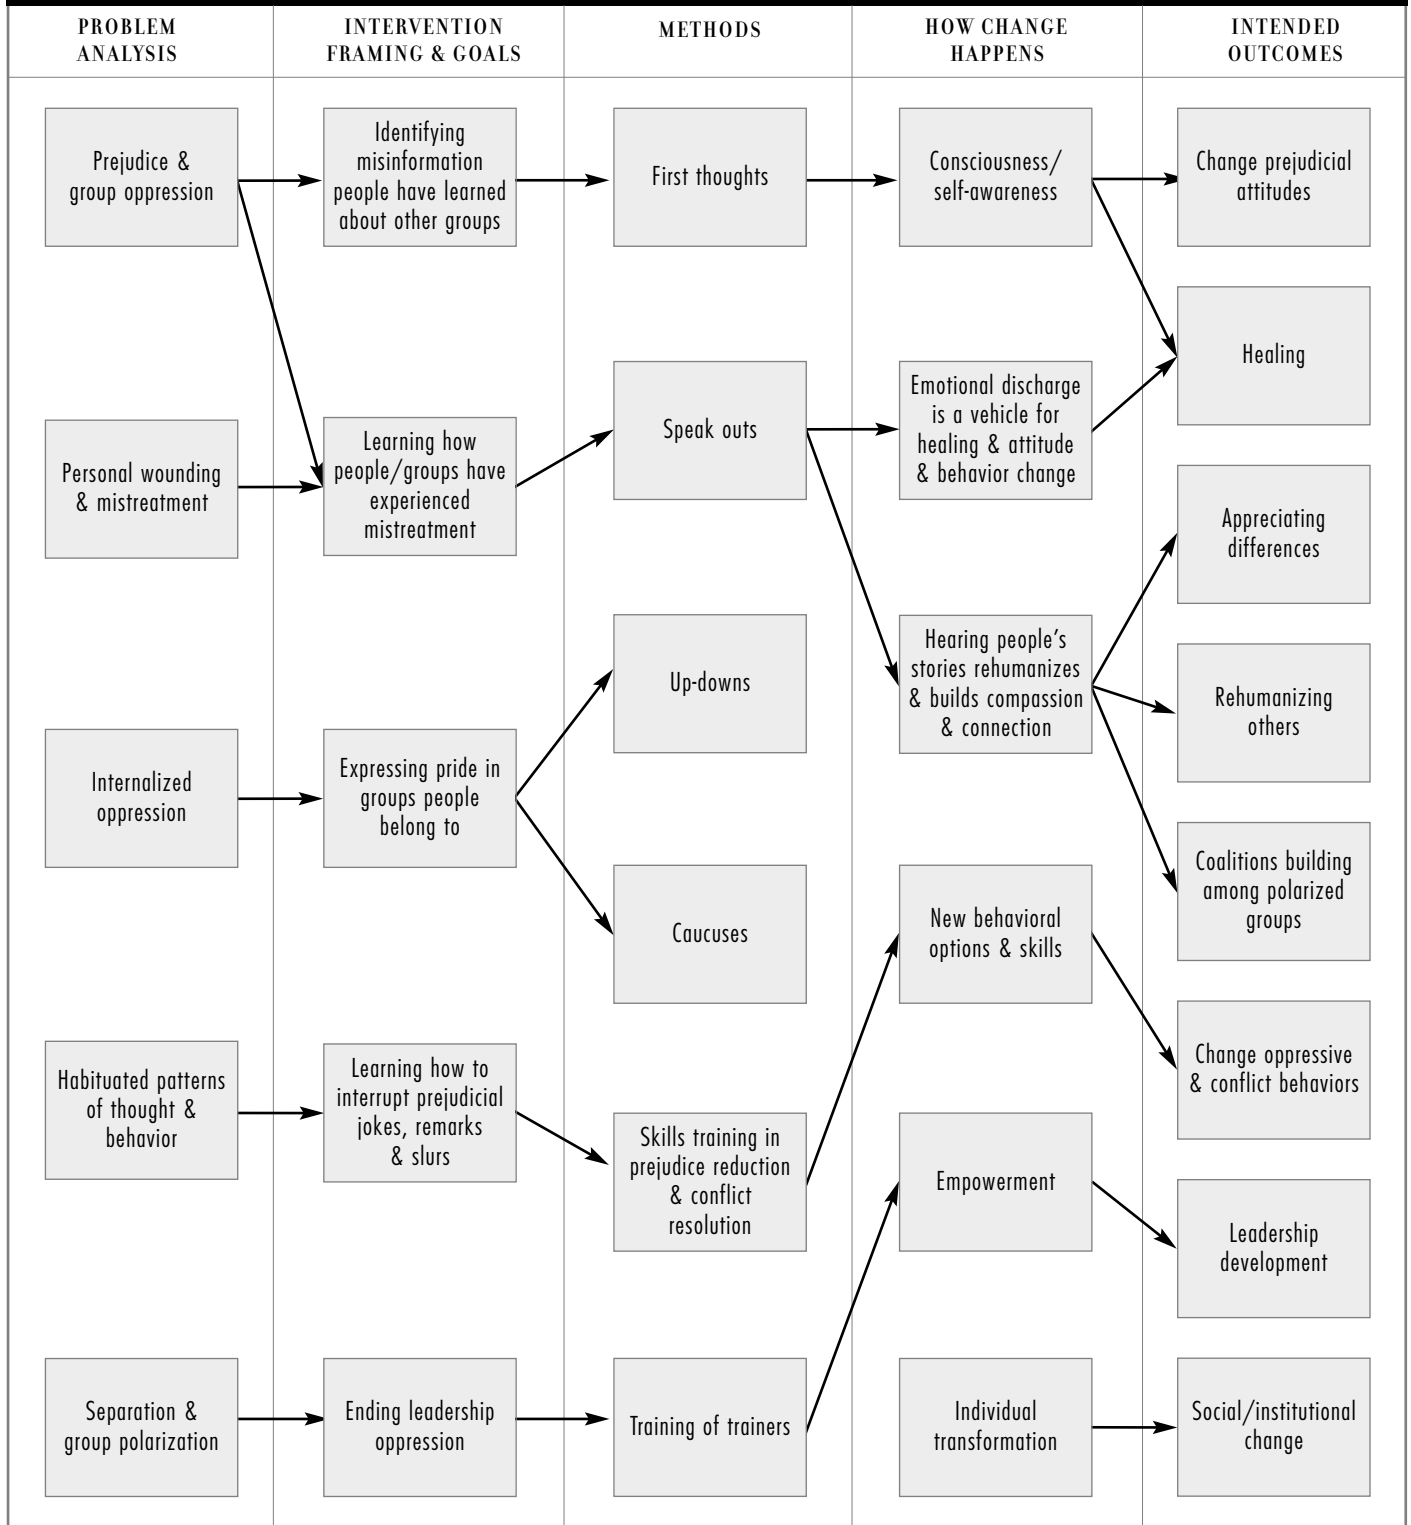 PROBLEM
ANALYSIS
INTERVENTION
FRAMING & GOALS
METHODS
HOW CHANGE
HAPPENS
INTENDED
OUTCOMES
Prejudice &
group oppression
Personal wounding
& mistreatment
Internalized
oppression
Habituated patterns
of thought &
behavior
Separation &
group polarization
Identifying
misinformation
people have learned
about other groups
Learning how
people/groups have
experienced
mistreatment
Expressing pride in
groups people
belong to
Learning how to
interrupt prejudicial
jokes, remarks
& slurs
Ending leadership
oppression
First thoughts
Speak outs
Up-downs
Caucuses
Skills training in
prejudice reduction
& conflict
resolution
Training of trainers
Consciousness/
self-awareness
Emotional discharge
is a vehicle for
healing & attitude
& behavior change
Hearing people's
stories rehumanizes
& builds compassion
& connection
New behavioral
options & skills
Empowerment
Individual
transformation
Change prejudicial
attitudes
Healing
Appreciating
differences
Rehumanizing
others
Coalitions building
among polarized
groups
Change oppressive
& conflict behaviors
Leadership
development
Social/institutional
change